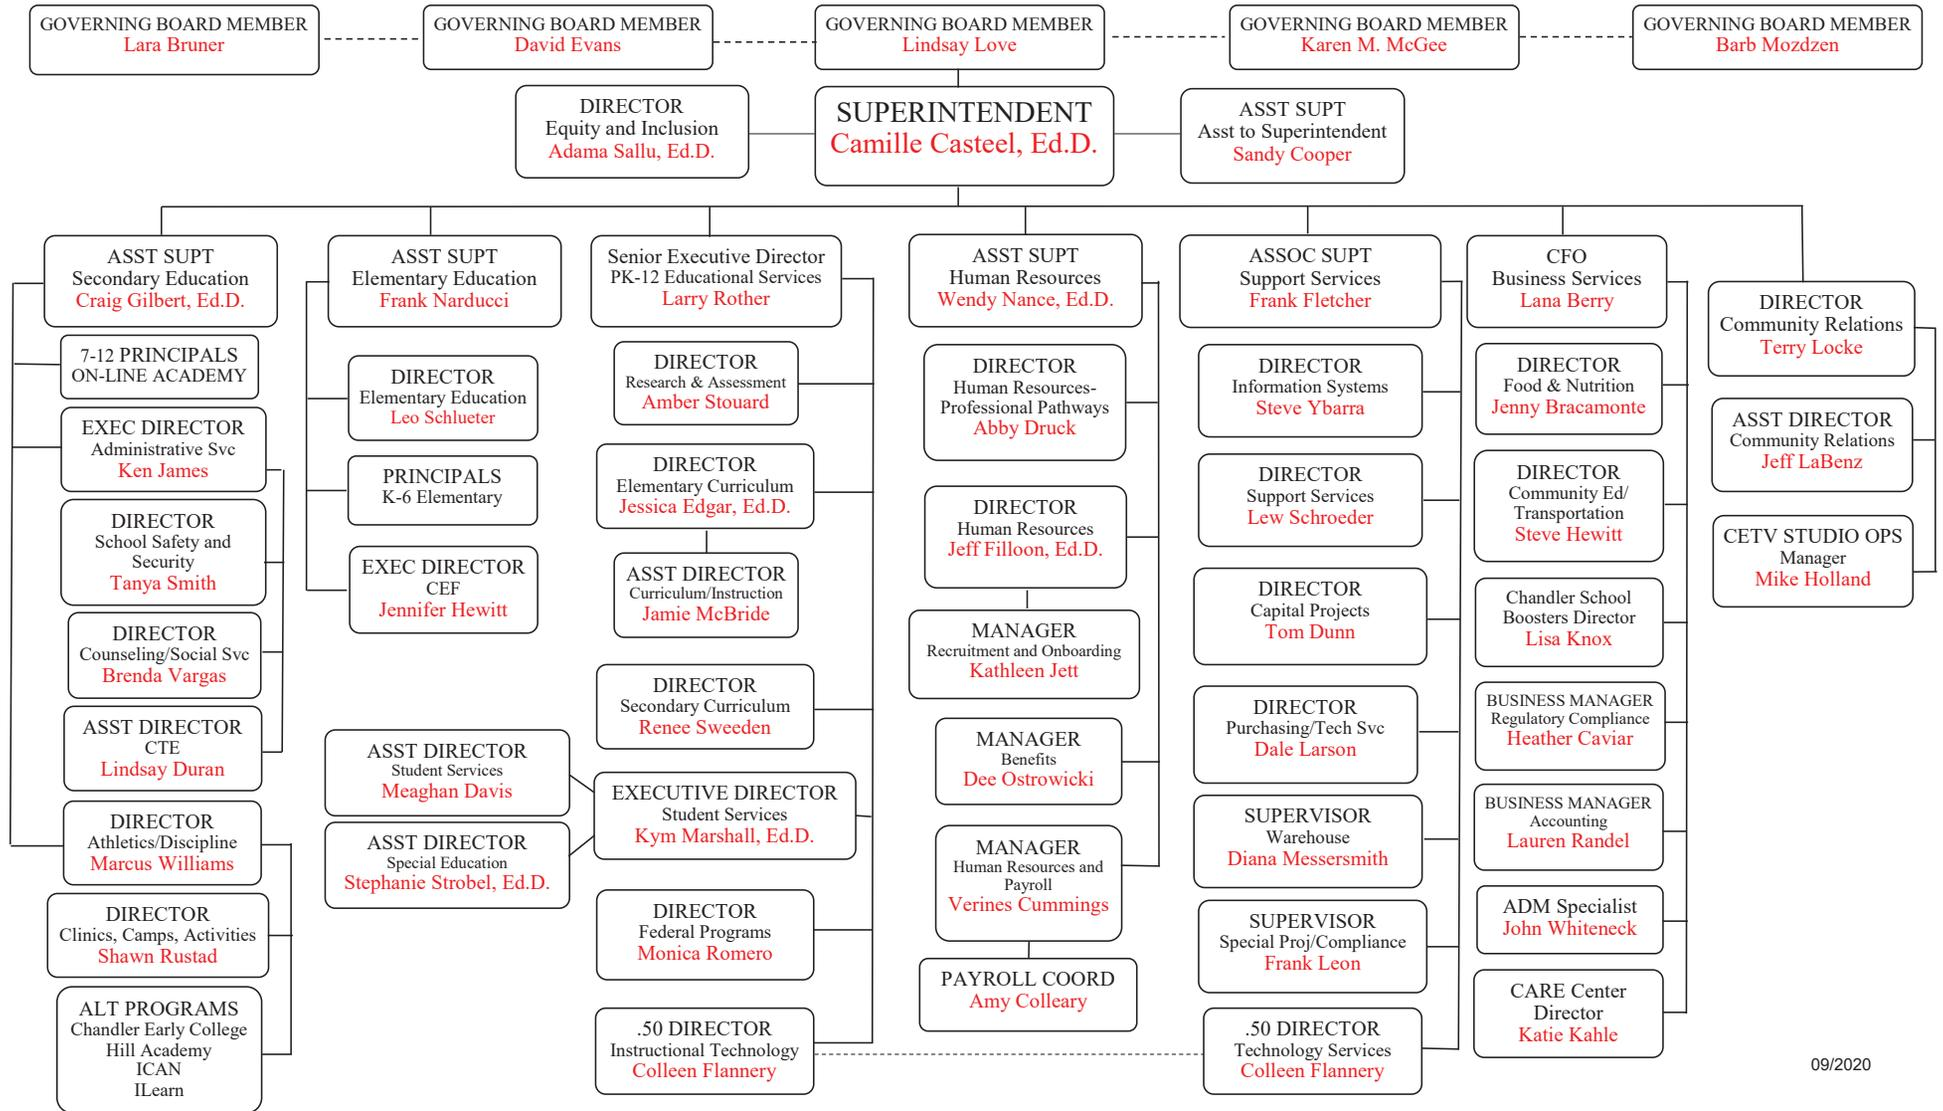 GOVERNING BOARD MEMBER
Lara Bruner
GOVERNING BOARD MEMBER
David Evans
GOVERNING BOARD MEMBER
Lindsay Love
GOVERNING BOARD MEMBER
Karen M. McGee
GOVERNING BOARD MEMBER
Barb Mozdzen
DIRECTOR
Equity and Inclusion
Adama Sallu, Ed.D.
SUPERINTENDENT
Camille Casteel, Ed.D.
ASST SUPT
Asst to Superintendent
Sandy Cooper
ASST SUPT
Secondary Education
Craig Gilbert, Ed.D.
7-12 PRINCIPALS
ON-LINE ACADEMY
EXEC DIRECTOR
Administrative Svc
Ken James
DIRECTOR
School Safety and
Security
Tanya Smith
DIRECTOR
Counseling/Social Svc
Brenda Vargas
ASST DIRECTOR
CTE
Lindsay Duran
DIRECTOR
Athletics/Discipline
Marcus Williams
DIRECTOR
Clinics, Camps, Activities
Shawn Rustad
ALT PROGRAMS
Chandler Early College
Hill Academy
ICAN
ILearn
ASST SUPT
Elementary Education
Frank Narducci
DIRECTOR
Elementary Education
Leo Schlueter
PRINCIPALS
K-6 Elementary
EXEC DIRECTOR
CEF
Jennifer Hewitt
Senior Executive Director
PK-12 Educational Services
Larry Rother
DIRECTOR
Research & Assessment
Amber Stouard
DIRECTOR
Elementary Curriculum
Jessica Edgar, Ed.D.
ASST DIRECTOR
Curriculum/Instruction
Jamie McBride
DIRECTOR
Secondary Curriculum
Renee Sweeden
ASST DIRECTOR
Student Services
Meaghan Davis
ASST DIRECTOR
Special Education
Stephanie Strobel, Ed.D.
EXECUTIVE DIRECTOR
Student Services
Kym Marshall, Ed.D.
DIRECTOR
Federal Programs
Monica Romero
.50 DIRECTOR
Instructional Technology
Colleen Flannery
ASST SUPT
Human Resources
Wendy Nance, Ed.D.
DIRECTOR
Human Resources-
Professional Pathways
Abby Druck
DIRECTOR
Human Resources
Jeff Filloon, Ed.D.
MANAGER
Recruitment and Onboarding
Kathleen Jett
MANAGER
Benefits
Dee Ostrowicki
MANAGER
Human Resources and
Payroll
Verines Cummings
PAYROLL COORD
Amy Colleary
ASSOC SUPT
Support Services
Frank Fletcher
DIRECTOR
Information Systems
Steve Ybarra
DIRECTOR
Support Services
Lew Schroeder
DIRECTOR
Capital Projects
Tom Dunn
DIRECTOR
Purchasing/Tech Svc
Dale Larson
SUPERVISOR
Warehouse
Diana Messersmith
SUPERVISOR
Special Proj/Compliance
Frank Leon
.50 DIRECTOR
Technology Services
Colleen Flannery
CFO
Business Services
Lana Berry
DIRECTOR
Food & Nutrition
Jenny Bracamonte
DIRECTOR
Community Ed/
Transportation
Steve Hewitt
Chandler School
Boosters Director
Lisa Knox
BUSINESS MANAGER
Regulatory Compliance
Heather Caviar
BUSINESS MANAGER
Accounting
Lauren Randel
ADM Specialist
John Whiteneck
CARE Center
Director
Katie Kahle
DIRECTOR
Community Relations
Terry Locke
ASST DIRECTOR
Community Relations
Jeff LaBenz
CETV STUDIO OPS
Manager
Mike Holland
09/2020